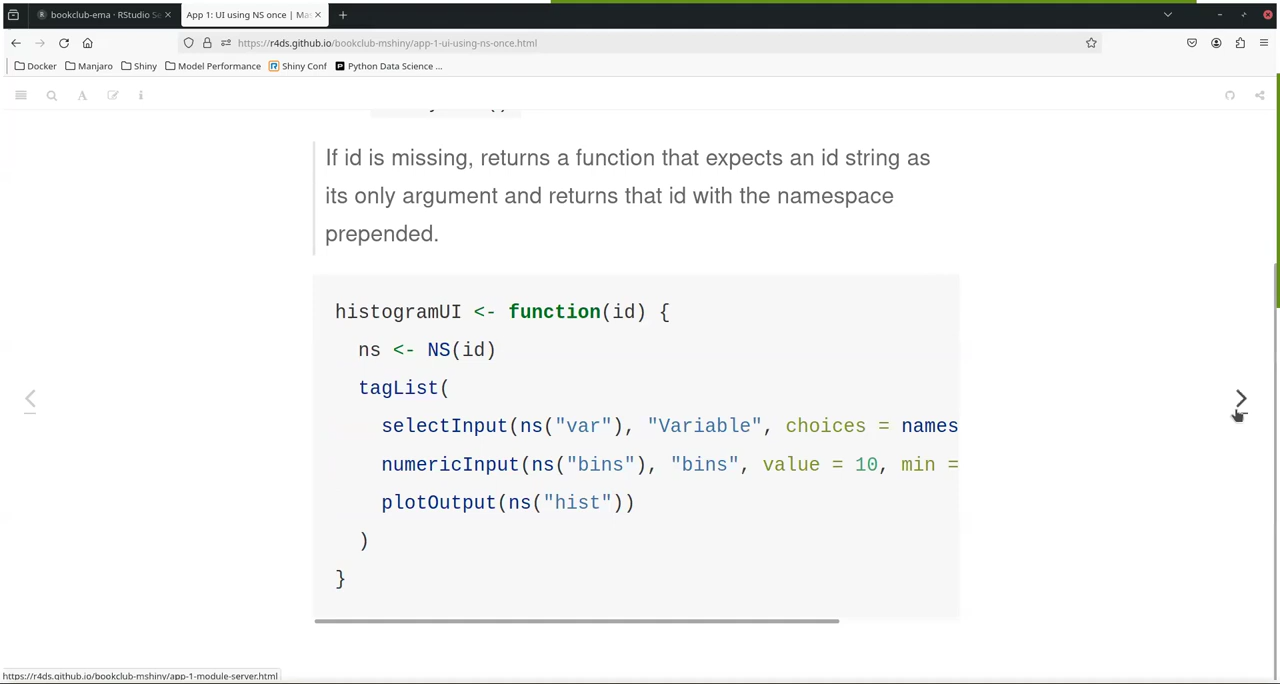 bookclub-ema · RStudio Se
App 1: UI using NS once | Ma
https://r4ds.github.io/bookclub-mshiny/app-1-ui-using-ns-once.html
Docker Manjaro Shiny Model Performance Shiny Conf Python Data Science ...
If id is missing, returns a function that expects an id string as
its only argument and returns that id with the namespace
prepended.
histogramUI <- function(id) {
ns <- NS(id)
tagList(
selectInput(ns("var"), "Variable", choices = names
numericInput(ns("bins"), "bins", value = 10, min =
plotOutput(ns("hist"))
)
}
https://r4ds.github.io/bookclub-mshiny/app-1-module-server.html